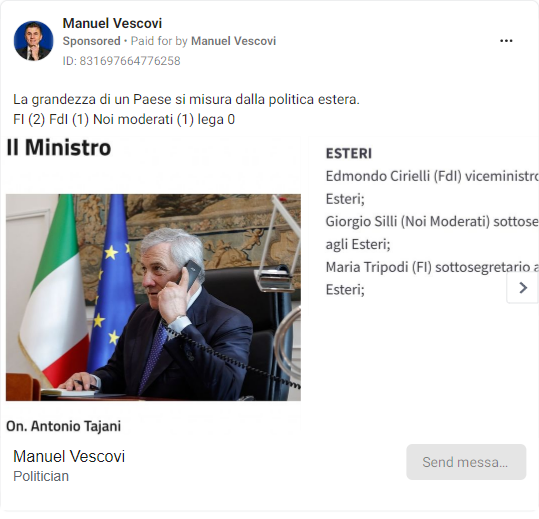 Manuel Vescovi
Sponsored • Paid for by Manuel Vescovi
ID: 831697664776258
La grandezza di un Paese si misura dalla politica estera.
FI (2) FdI (1) Noi moderati (1) lega 0
Il Ministro
On. Antonio Tajani
ESTERI
Edmondo Cirielli (FdI) viceministro
Esteri;
Giorgio Silli (Noi Moderati) sottose
agli Esteri;
Maria Tripodi (FI) sottosegretario a
Esteri;
Manuel Vescovi
Politician
Send messa...